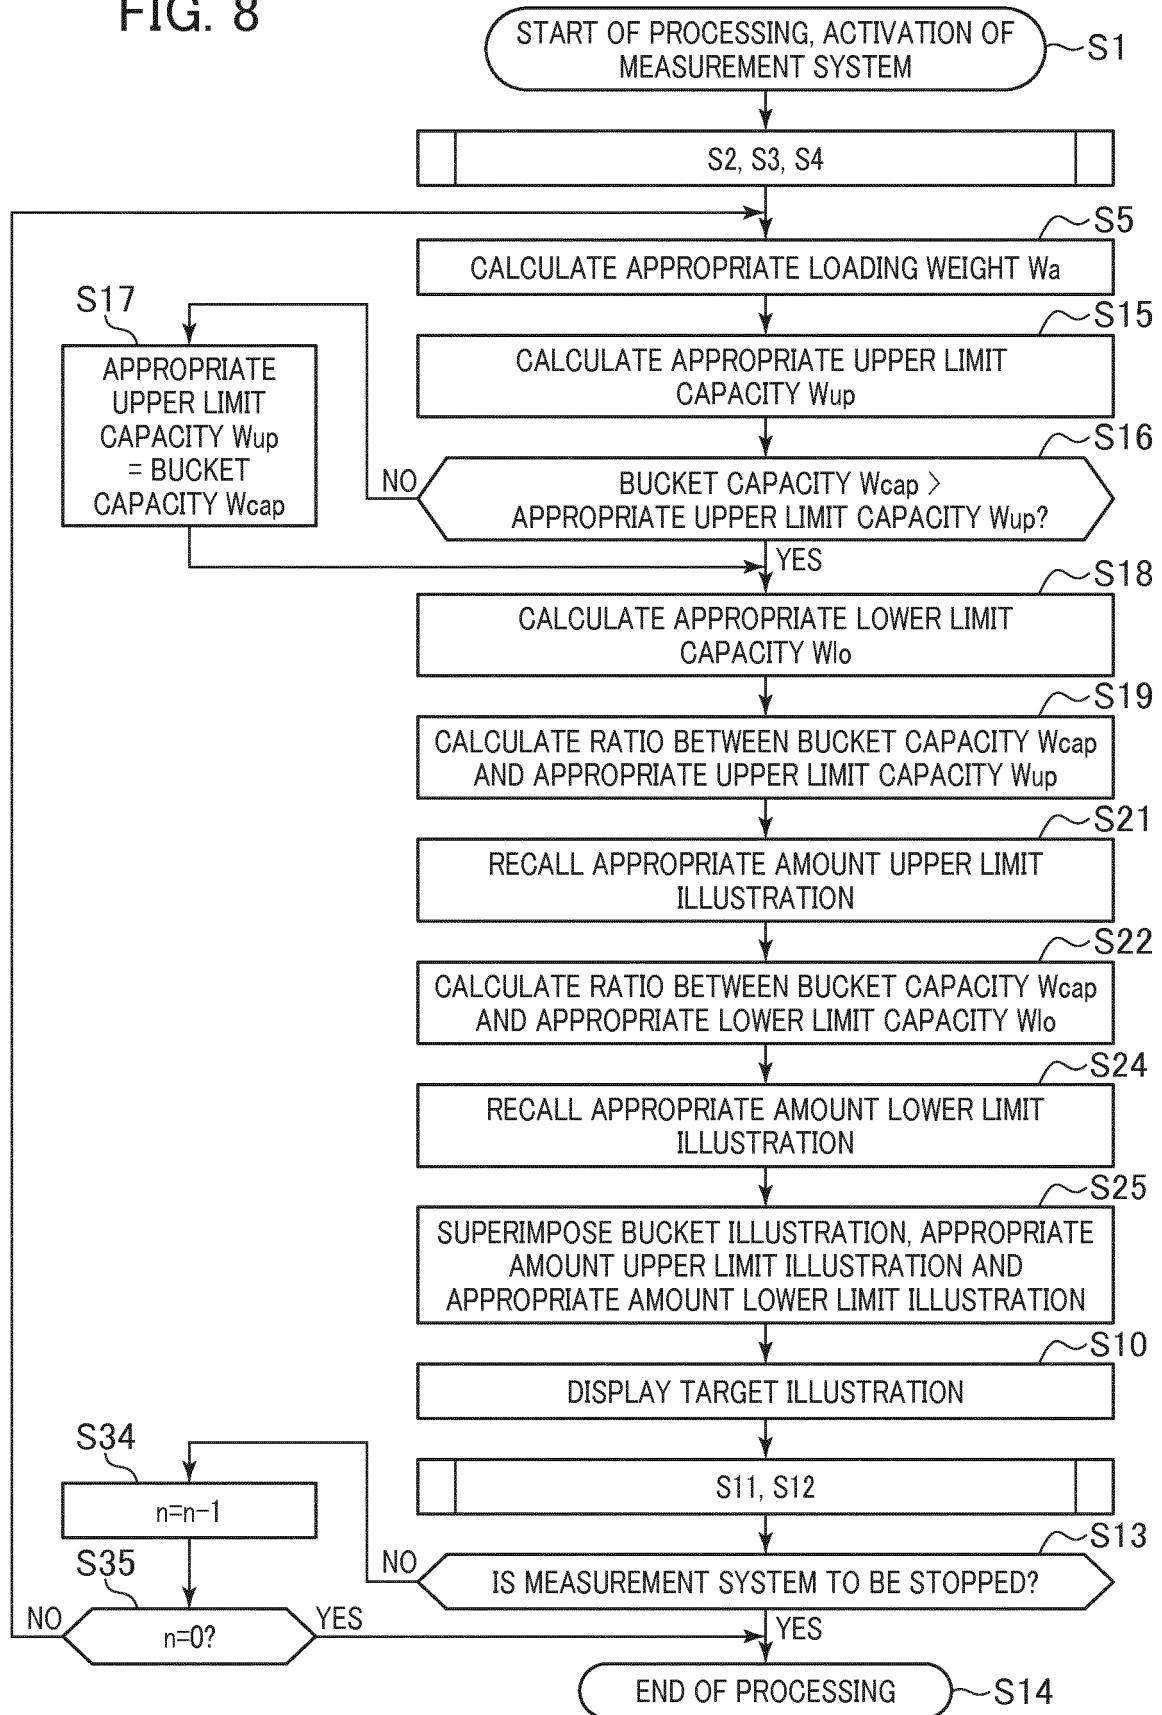 FIG. 8
START OF PROCESSING, ACTIVATION OF
MEASUREMENT SYSTEM
S1
S2, S3, S4
S5
CALCULATE APPROPRIATE LOADING WEIGHT Wa
S15
CALCULATE APPROPRIATE UPPER LIMIT
CAPACITY Wup
S16
BUCKET CAPACITY Wcap >
APPROPRIATE UPPER LIMIT CAPACITY Wup?
NO
YES
S17
APPROPRIATE
UPPER LIMIT
CAPACITY Wup
= BUCKET
CAPACITY Wcap
S18
CALCULATE APPROPRIATE LOWER LIMIT
CAPACITY Wlo
S19
CALCULATE RATIO BETWEEN BUCKET CAPACITY Wcap
AND APPROPRIATE UPPER LIMIT CAPACITY Wup
S21
RECALL APPROPRIATE AMOUNT UPPER LIMIT
ILLUSTRATION
S22
CALCULATE RATIO BETWEEN BUCKET CAPACITY Wcap
AND APPROPRIATE LOWER LIMIT CAPACITY Wlo
S24
RECALL APPROPRIATE AMOUNT LOWER LIMIT
ILLUSTRATION
S25
SUPERIMPOSE BUCKET ILLUSTRATION, APPROPRIATE
AMOUNT UPPER LIMIT ILLUSTRATION AND
APPROPRIATE AMOUNT LOWER LIMIT ILLUSTRATION
S10
DISPLAY TARGET ILLUSTRATION
S11, S12
S13
IS MEASUREMENT SYSTEM TO BE STOPPED?
NO
YES
S34
n=n-1
S35
n=0?
NO
YES
END OF PROCESSING
S14